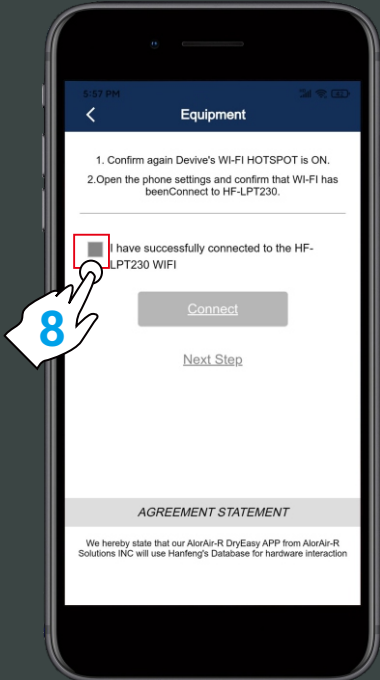 5:57 PM
Equipment
1. Confirm again Devive's WI-FI HOTSPOT is ON.
2.Open the phone settings and confirm that WI-FI has
beenConnect to HF-LPT230.
I have successfully connected to the HF-
LPT230 WIFI
8
Connect
Next Step
AGREEMENT STATEMENT
We hereby state that our AlorAir-R DryEasy APP from AlorAir-R
Solutions INC will use Hanfeng's Database for hardware interaction